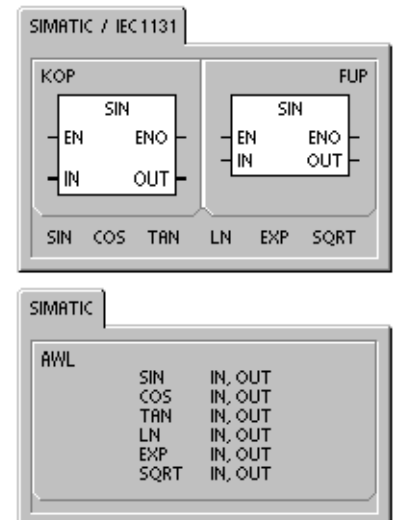 SIMATIC / IEC1131
KOP FUP
SIN SIN
EN ENO EN ENO
IN OUT IN OUT
SIN COS TAN LN EXP SQRT
SIMATIC
AWL
SIN IN, OUT
COS IN, OUT
TAN IN, OUT
LN IN, OUT
EXP IN, OUT
SQRT IN, OUT